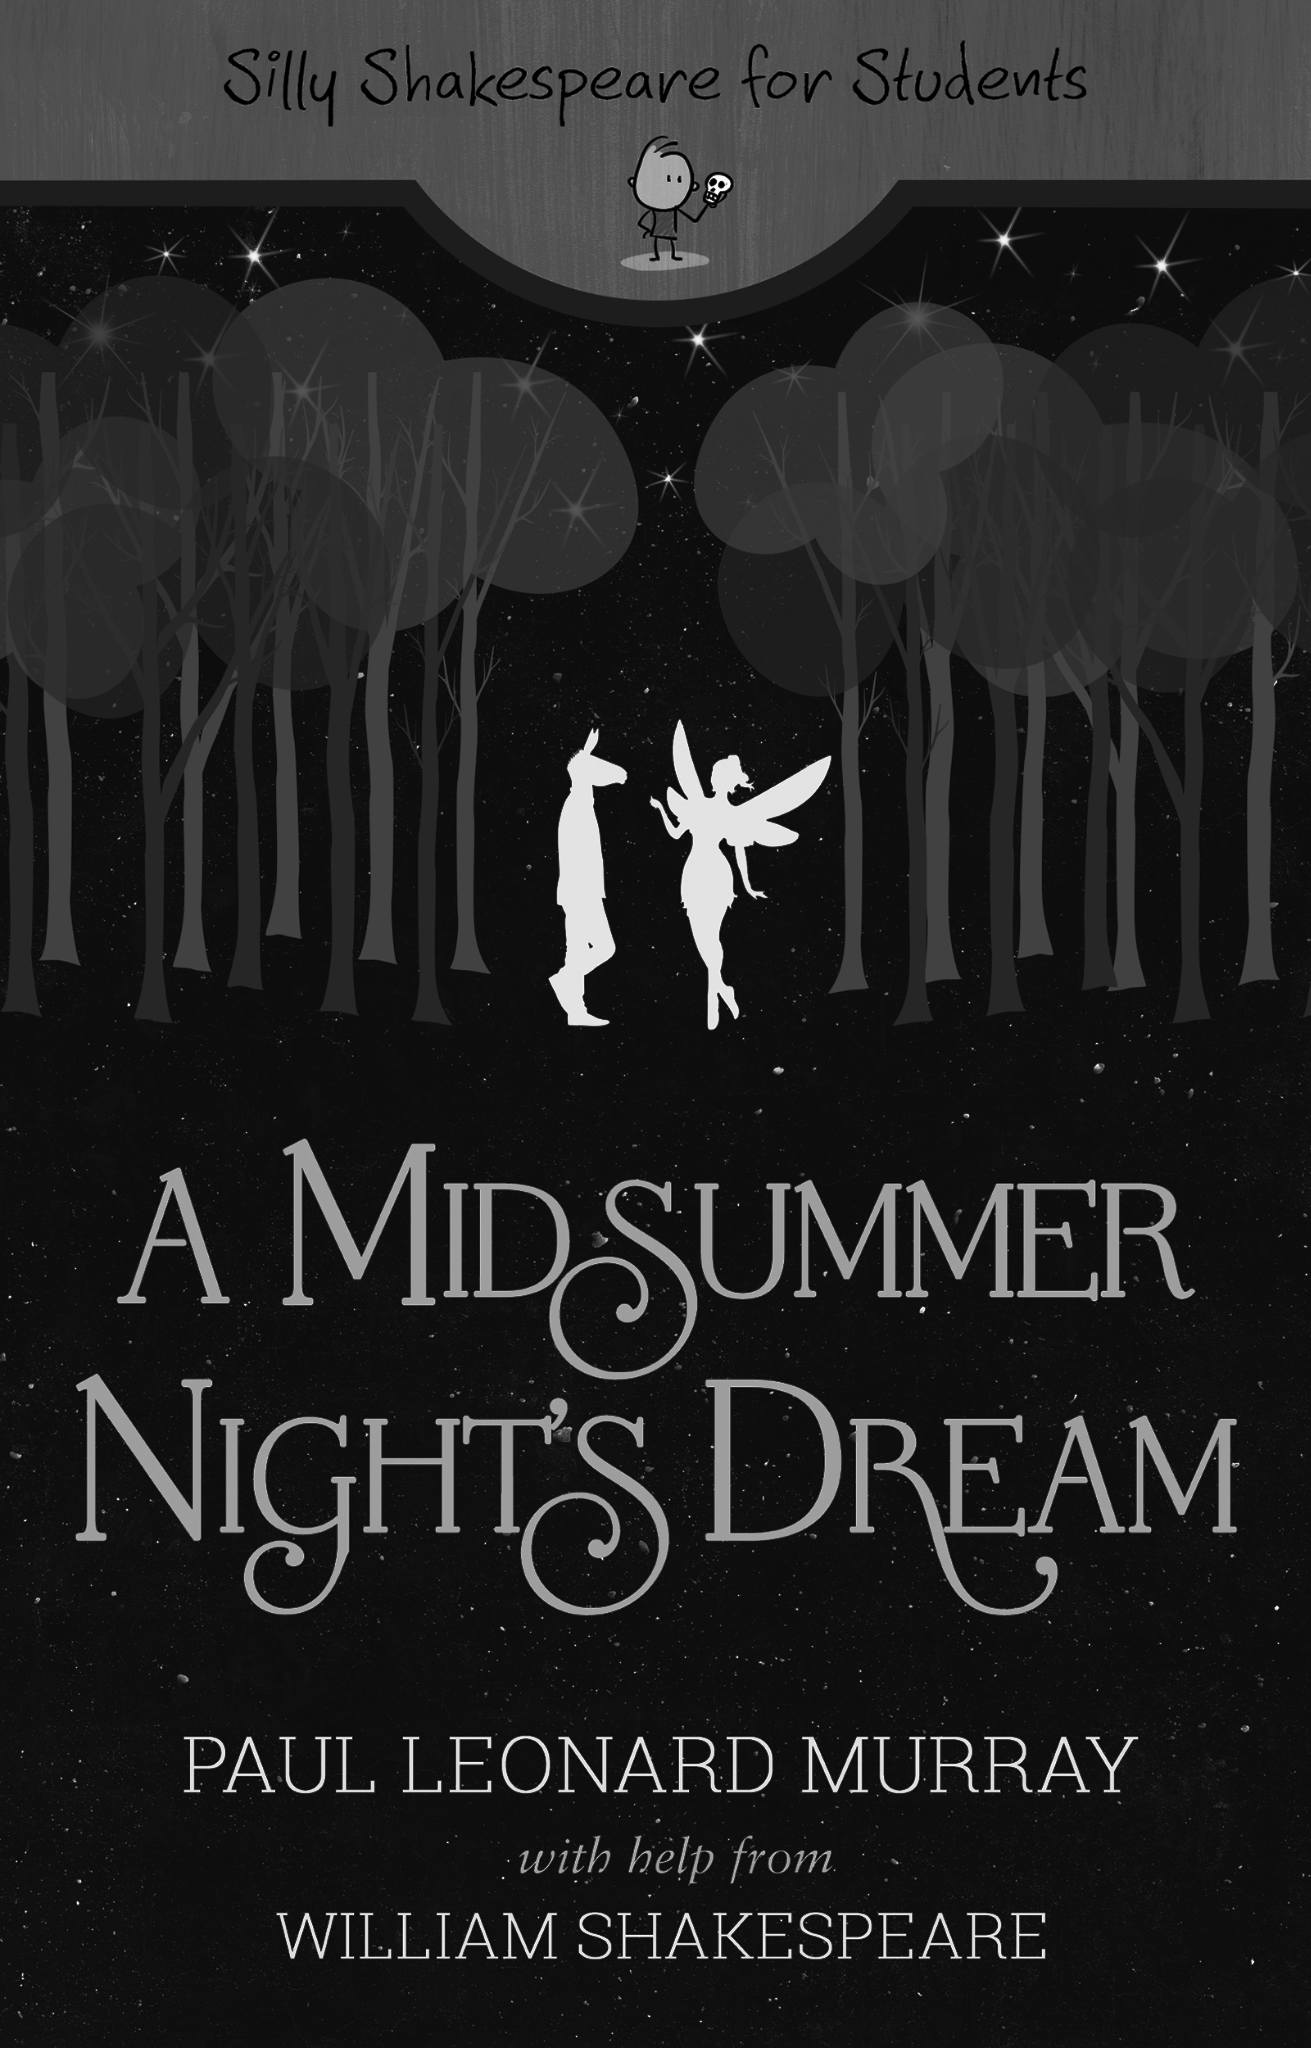 Silly Shakespeare for Students
A MIDSUMMER
NIGHT'S DREAM
PAUL LEONARD MURRAY
with help from
WILLIAM SHAKESPEARE